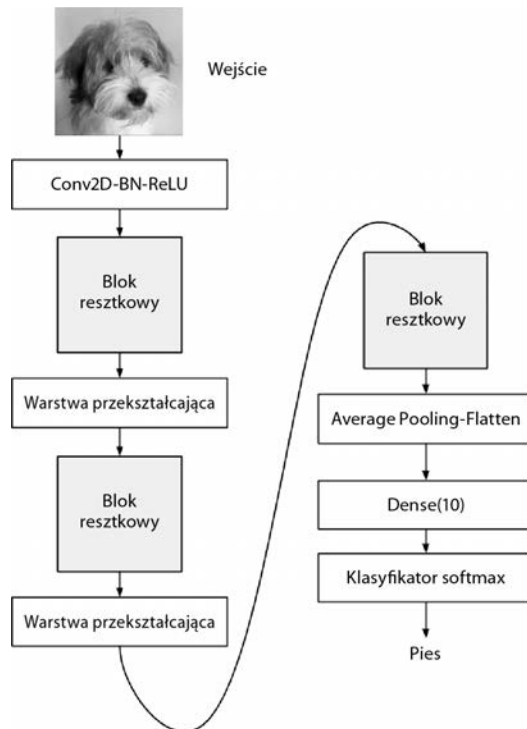 Wejście
Conv2D-BN-ReLU
Blok
resztkowy
Warstwa przekształcająca
Blok
resztkowy
Warstwa przekształcająca
Blok
resztkowy
Average Pooling-Flatten
Dense(10)
Klasyfikator softmax
Pies